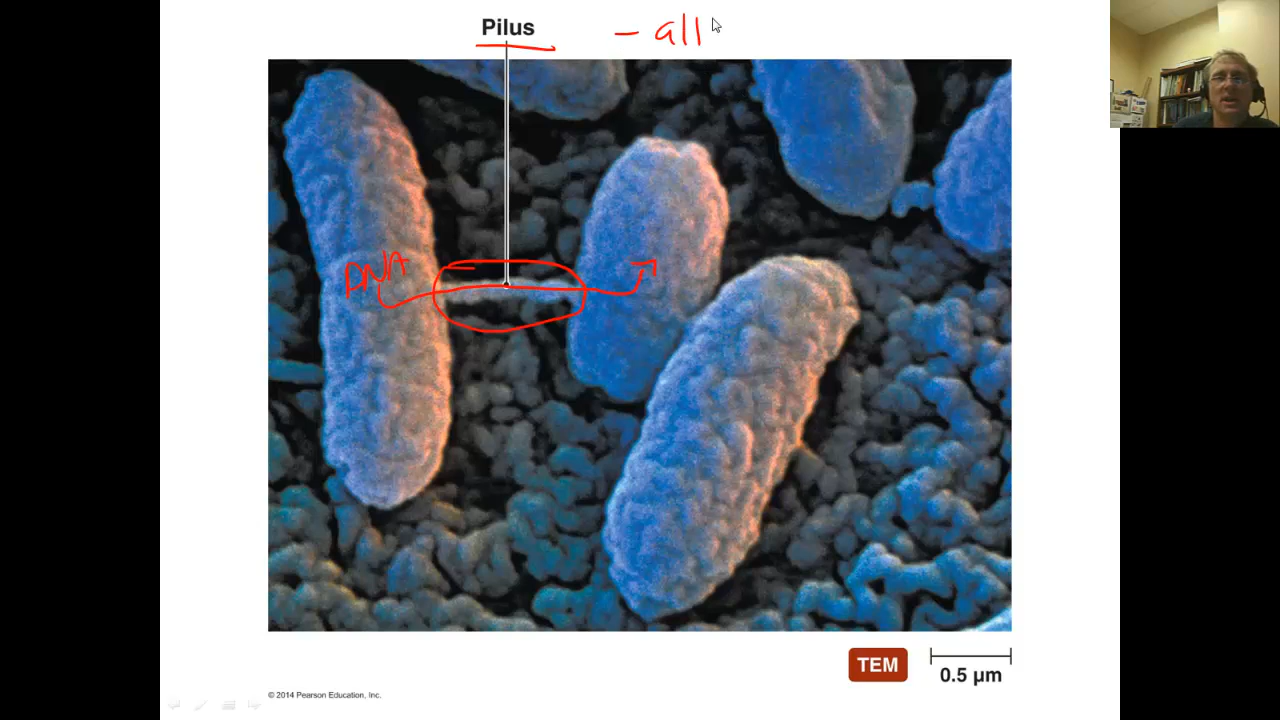 Pilus
– all
DNA
TEM
0.5 µm
© 2014 Pearson Education, Inc.